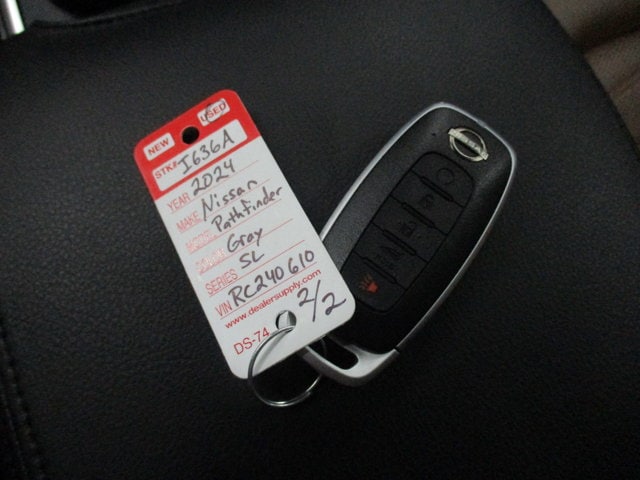 NEW USED
STK# I636A
YEAR 2024
MAKE Nissan
MODEL Pathfinder
COLOR Gray
SERIES SL
VIN RC240610
www.dealersupply.com
DS-74 2/2